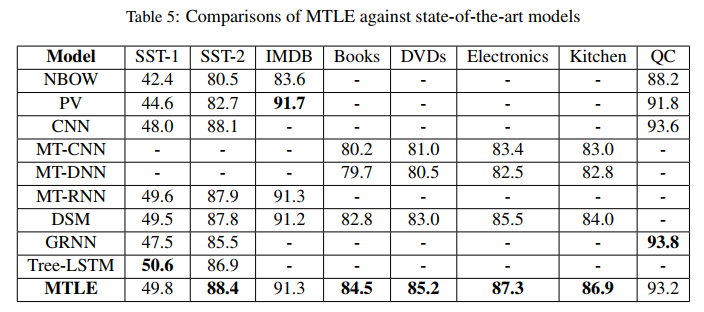 Table 5: Comparisons of MTLE against state-of-the-art models
Model SST-1 SST-2 IMDB Books DVDs Electronics Kitchen QC
NBOW 42.4 80.5 83.6 - - - - 88.2
PV 44.6 82.7 91.7 - - - - 91.8
CNN 48.0 88.1 - - - - - 93.6
MT-CNN - - - 80.2 81.0 83.4 83.0 -
MT-DNN - - - 79.7 80.5 82.5 82.8 -
MT-RNN 49.6 87.9 91.3 - - - - -
DSM 49.5 87.8 91.2 82.8 83.0 85.5 84.0 -
GRNN 47.5 85.5 - - - - - 93.8
Tree-LSTM 50.6 86.9 - - - - - -
MTLE 49.8 88.4 91.3 84.5 85.2 87.3 86.9 93.2